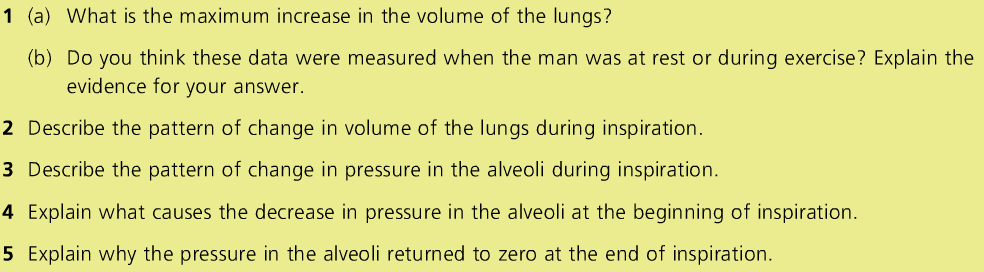 1 (a) What is the maximum increase in the volume of the lungs?
(b) Do you think these data were measured when the man was at rest or during exercise? Explain the
evidence for your answer.
2 Describe the pattern of change in volume of the lungs during inspiration.
3 Describe the pattern of change in pressure in the alveoli during inspiration.
4 Explain what causes the decrease in pressure in the alveoli at the beginning of inspiration.
5 Explain why the pressure in the alveoli returned to zero at the end of inspiration.